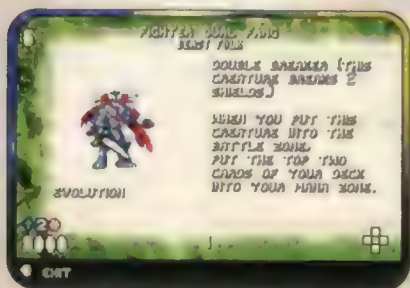 FIGHTER DUAL FANG
BEAST FOLK
DOUBLE BREAKER (THIS
CREATURE BREAKS 2
SHIELDS.)
WHEN YOU PUT THIS
CREATURE INTO THE
BATTLE ZONE,
PUT THE TOP TWO
CARDS OF YOUR DECK
INTO YOUR MANA ZONE.
EVOLUTION
EXIT